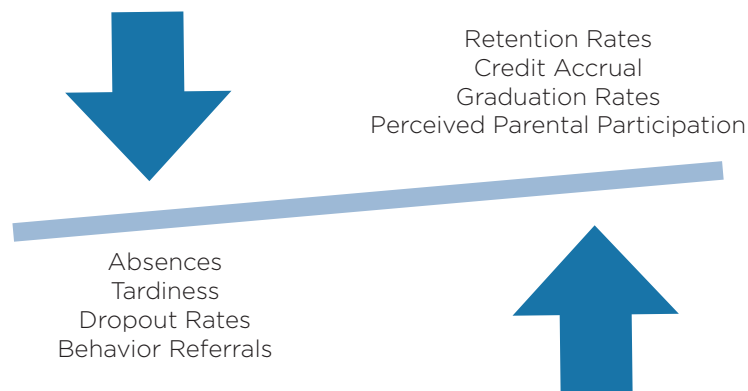 Retention Rates
Credit Accrual
Graduation Rates
Perceived Parental Participation
Absences
Tardiness
Dropout Rates
Behavior Referrals